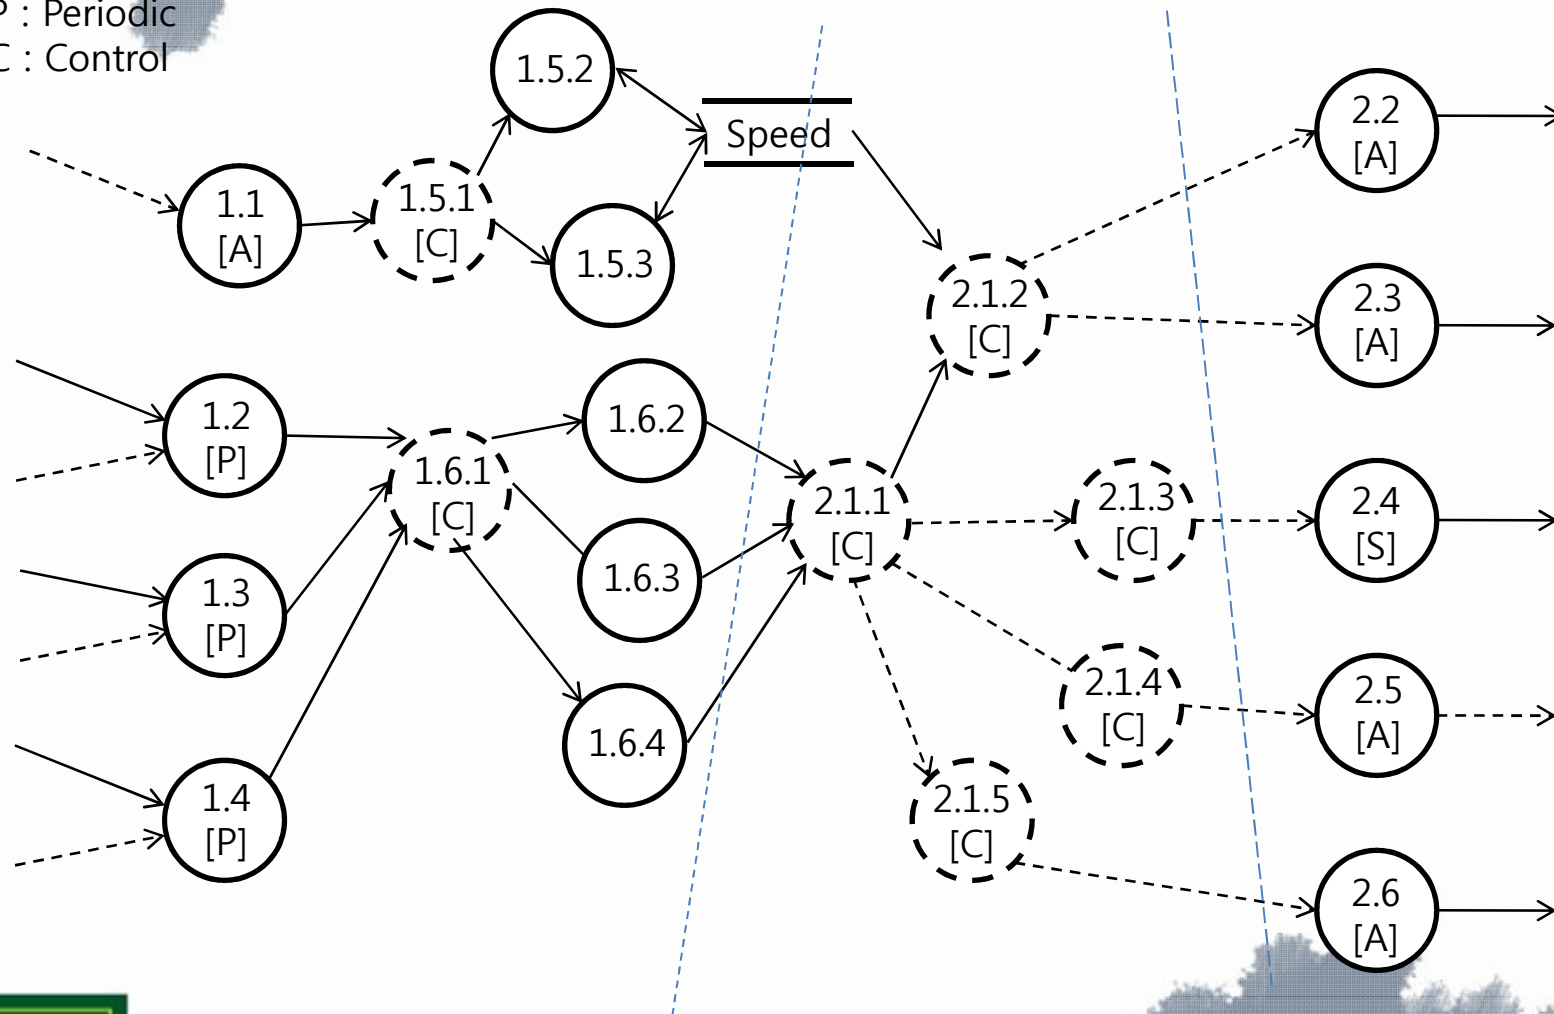 P : Periodic
C : Control
1.5.2
Speed
2.2
[A]
1.1
[A]
1.5.1
[C]
1.5.3
2.1.2
[C]
2.3
[A]
1.2
[P]
1.6.1
[C]
1.6.2
2.1.1
[C]
2.1.3
[C]
2.4
[S]
1.3
[P]
1.6.3
2.1.4
[C]
2.5
[A]
1.4
[P]
1.6.4
2.1.5
[C]
2.6
[A]